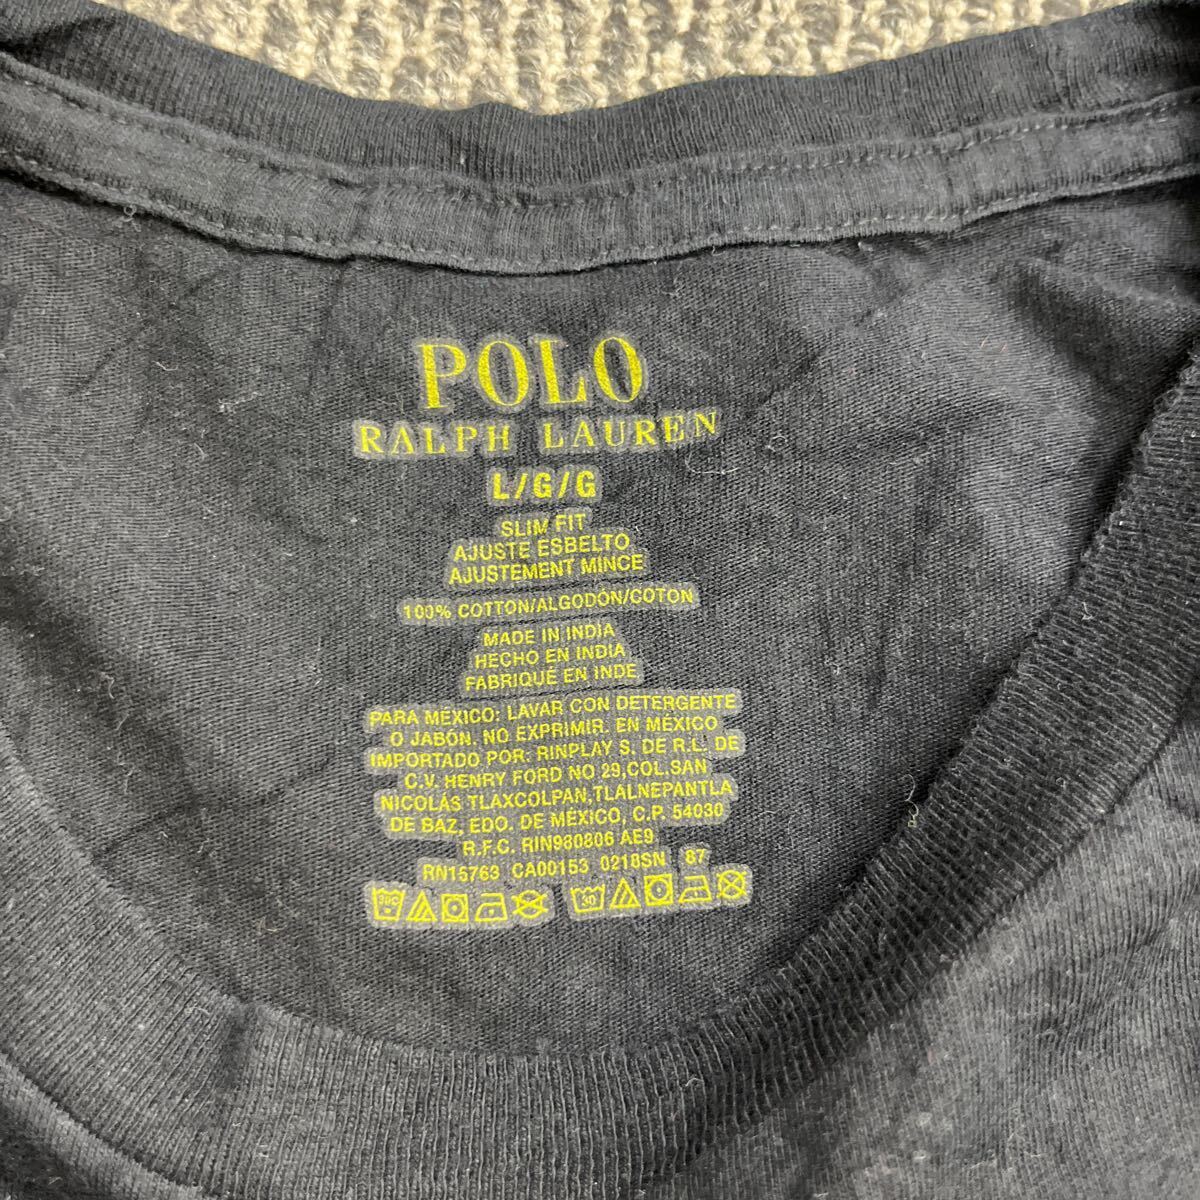 POLO
RALPH LAUREN
L/G/G
SLIM FIT
AJUSTE ESBELTO
AJUSTEMENT MINCE
100% COTTON/ALGODÓN/COTON
MADE IN INDIA
HECHO EN INDIA
FABRIQUÉ EN INDE
PARA MÉXICO: LAVAR CON DETERGENTE
O JABÓN. NO EXPRIMIR. EN MÉXICO
IMPORTADO POR: RINPLAY S. DE R.L. DE
C.V. HENRY FORD NO 29,COL.SAN
NICOLÁS TLAXCOLPAN,TLALNEPANTLA
DE BAZ, EDO. DE MÉXICO, C.P. 54030
R.F.C. RIN980806 AE9
RN15763 CA00153 0218SN 87
30C 30